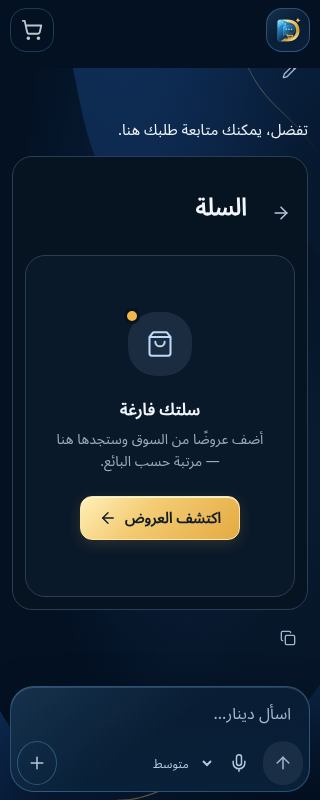 تفضل، يمكنك متابعة طلبك هنا.
السلة
سلتك فارغة
أضف عروضًا من السوق وستجدها هنا
— مرتبة حسب البائع.
اكتشف العروض
اسأل دينار...
متوسط